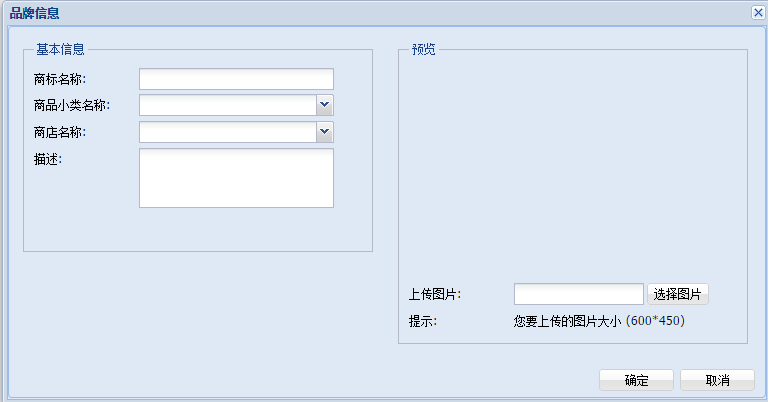 品牌信息
基本信息
商标名称:
商品小类名称:
商店名称:
描述:
预览
上传图片:
选择图片
提示:
您要上传的图片大小 (600*450)
确定
取消